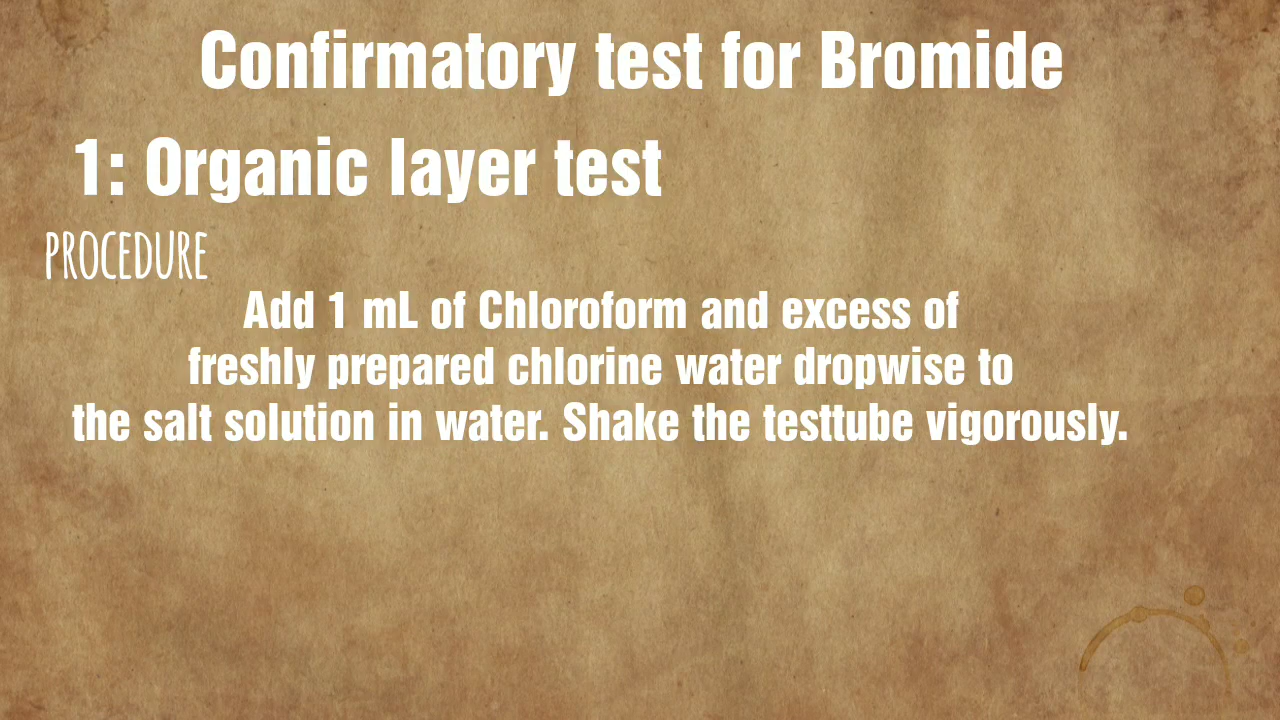 Confirmatory test for Bromide
1: Organic layer test
PROCEDURE
Add 1 mL of Chloroform and excess of
freshly prepared chlorine water dropwise to
the salt solution in water. Shake the testtube vigorously.